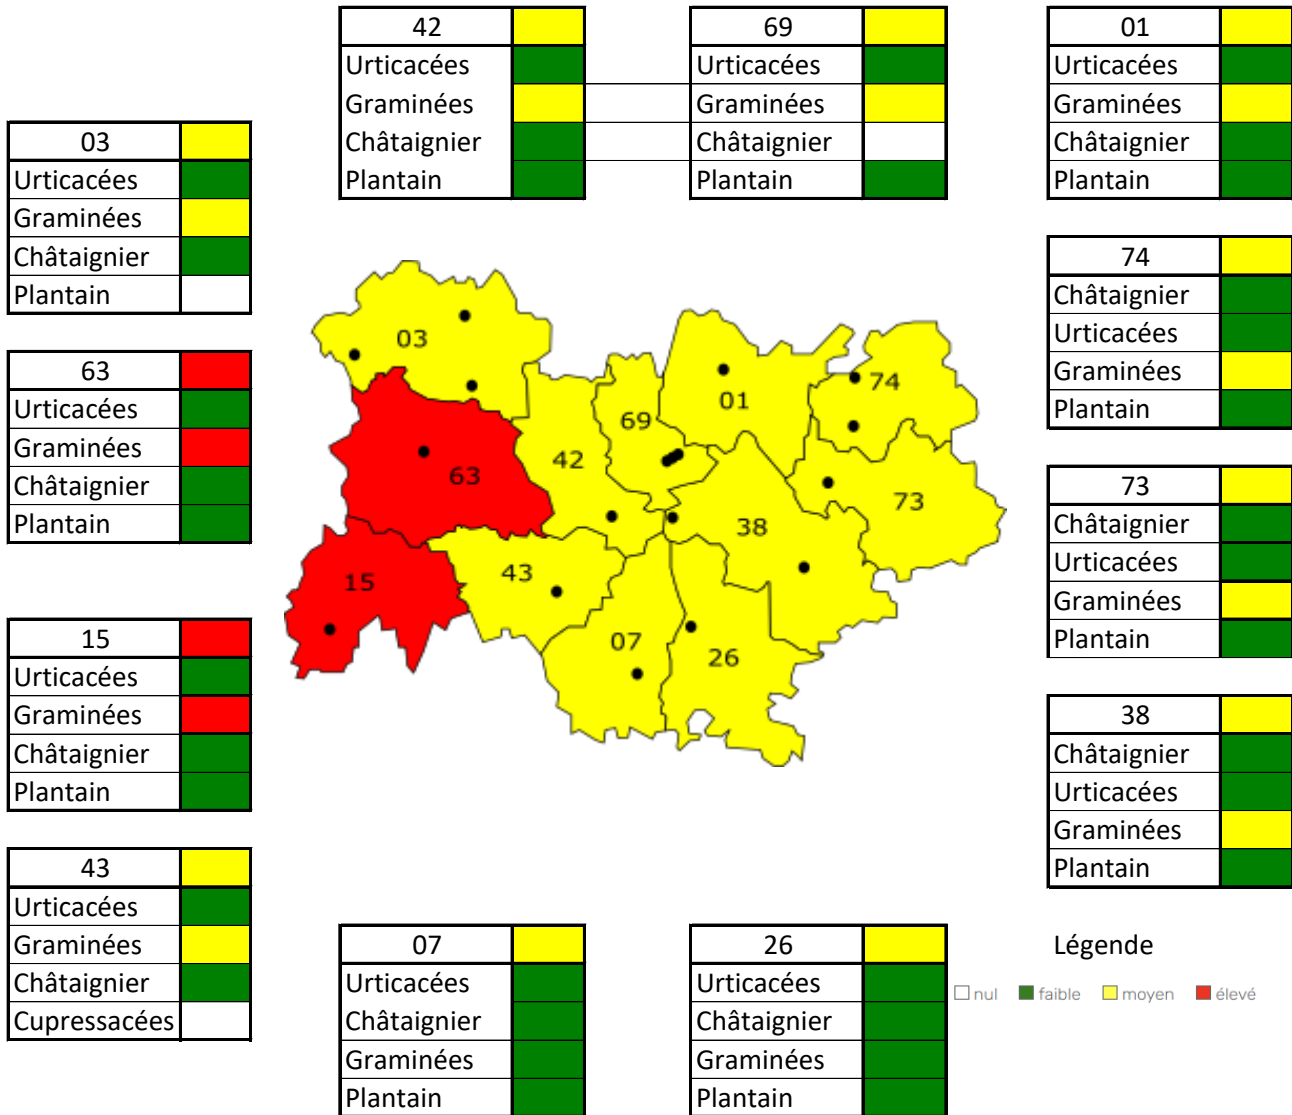 42
Urticacées
Graminées
Châtaignier
Plantain
69
Urticacées
Graminées
Châtaignier
Plantain
01
Urticacées
Graminées
Châtaignier
Plantain
03
Urticacées
Graminées
Châtaignier
Plantain
63
Urticacées
Graminées
Châtaignier
Plantain
15
Urticacées
Graminées
Châtaignier
Plantain
43
Urticacées
Graminées
Châtaignier
Cupressacées
03
63
15
43
42
69
01
74
73
38
07
26
74
Châtaignier
Urticacées
Graminées
Plantain
73
Châtaignier
Urticacées
Graminées
Plantain
38
Châtaignier
Urticacées
Graminées
Plantain
07
Urticacées
Châtaignier
Graminées
Plantain
26
Urticacées
Châtaignier
Graminées
Plantain
Légende
nul faible moyen élevé